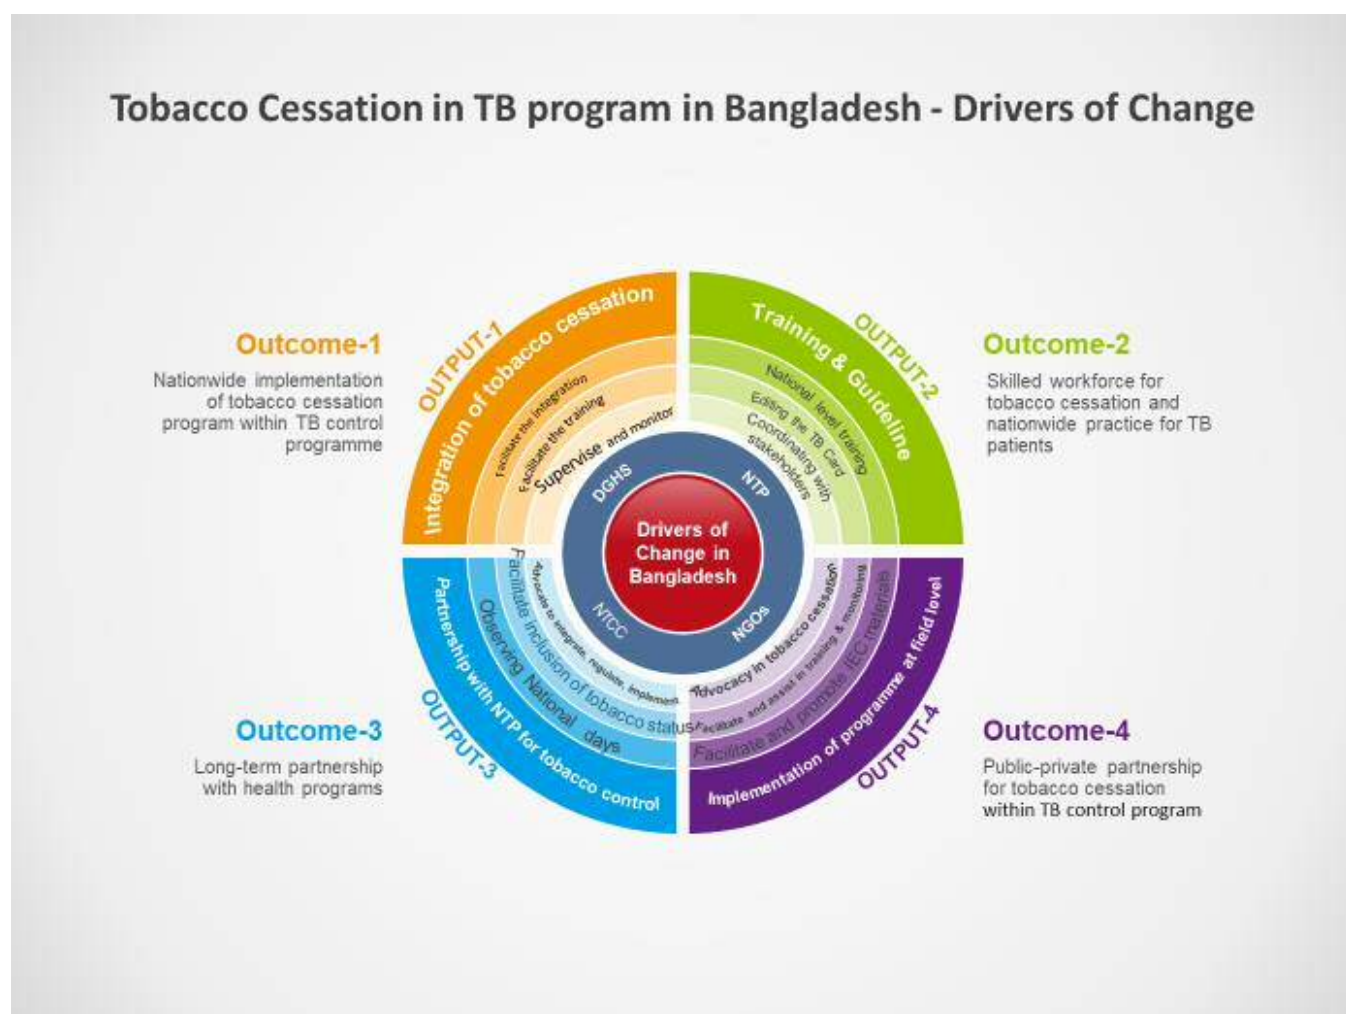 Tobacco Cessation in TB program in Bangladesh - Drivers of Change
Outcome-1
Nationwide implementation
of tobacco cessation
program within TB control
programme
OUTPUT-1
Integration of tobacco cessation
Facilitate the integration
Facilitate the training
Supervise and monitor
DGHS
OUTPUT-2
Training & Guideline
National level training
Editing the TB Card
Coordinating with
stakeholders
NTP
Outcome-2
Skilled workforce for
tobacco cessation and
nationwide practice for TB
patients
Drivers of
Change in
Bangladesh
Outcome-3
Long-term partnership
with health programs
OUTPUT-3
Partnership with NTP for tobacco control
Observing National days
Facilitate inclusion of tobacco status
Advocate to integrate, regulate, implement
NTCC
NGOs
Advocacy in tobacco cessation
Facilitate and assist in training & monitoring
Facilitate and promote IEC materials
Implementation of programme at field level
OUTPUT-4
Outcome-4
Public-private partnership
for tobacco cessation
within TB control program